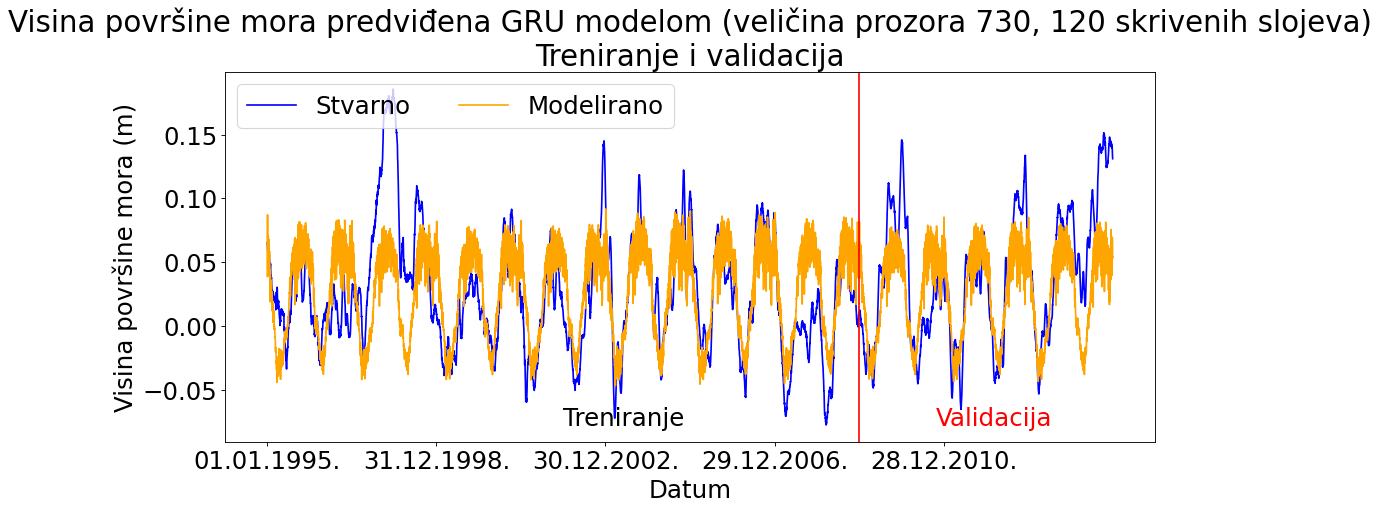 Visina površine mora predviđena GRU modelom (veličina prozora 730, 120 skrivenih slojeva)
Treniranje i validacija
Stvarno
Modelirano
Visina površine mora (m)
0.15
0.10
0.05
0.00
−0.05
Treniranje
Validacija
01.01.1995.
31.12.1998.
30.12.2002.
29.12.2006.
28.12.2010.
Datum